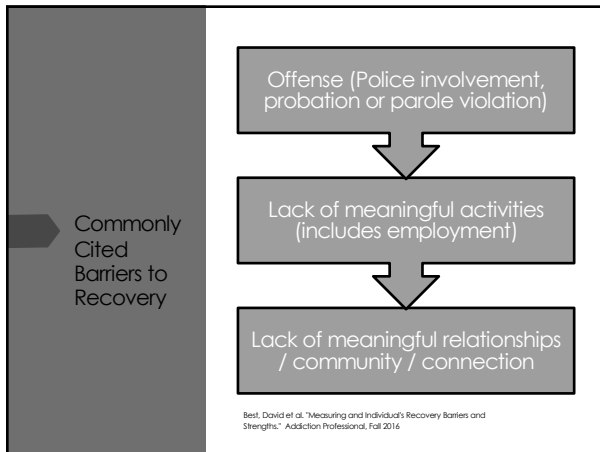 Commonly
Cited
Barriers to
Recovery
Offense (Police involvement,
probation or parole violation)
Lack of meaningful activities
(includes employment)
Lack of meaningful relationships
/ community / connection
Best, David et al. "Measuring and Individual's Recovery Barriers and
Strengths." Addiction Professional, Fall 2016